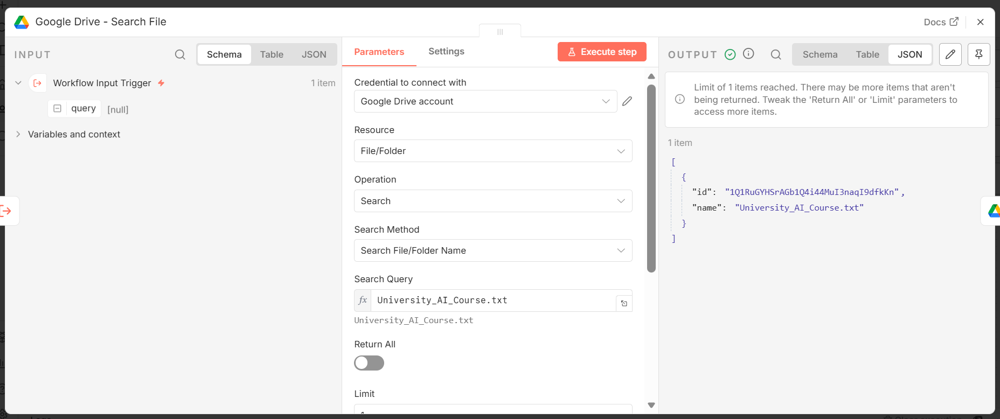 Google Drive - Search File
Docs
INPUT
Schema
Table
JSON
Workflow Input Trigger
1 item
query
[null]
Variables and context
Parameters
Settings
Execute step
Credential to connect with
Google Drive account
Resource
File/Folder
Operation
Search
Search Method
Search File/Folder Name
Search Query
fx
University_AI_Course.txt
University_AI_Course.txt
Return All
Limit
OUTPUT
Schema
Table
JSON
Limit of 1 items reached. There may be more items that aren't
being returned. Tweak the 'Return All' or 'Limit' parameters to
access more items.
1 item
[
{
"id": "1Q1RuGYHSrAGb1Q4i44MuI3naqI9dfkKn",
"name": "University_AI_Course.txt"
}
]